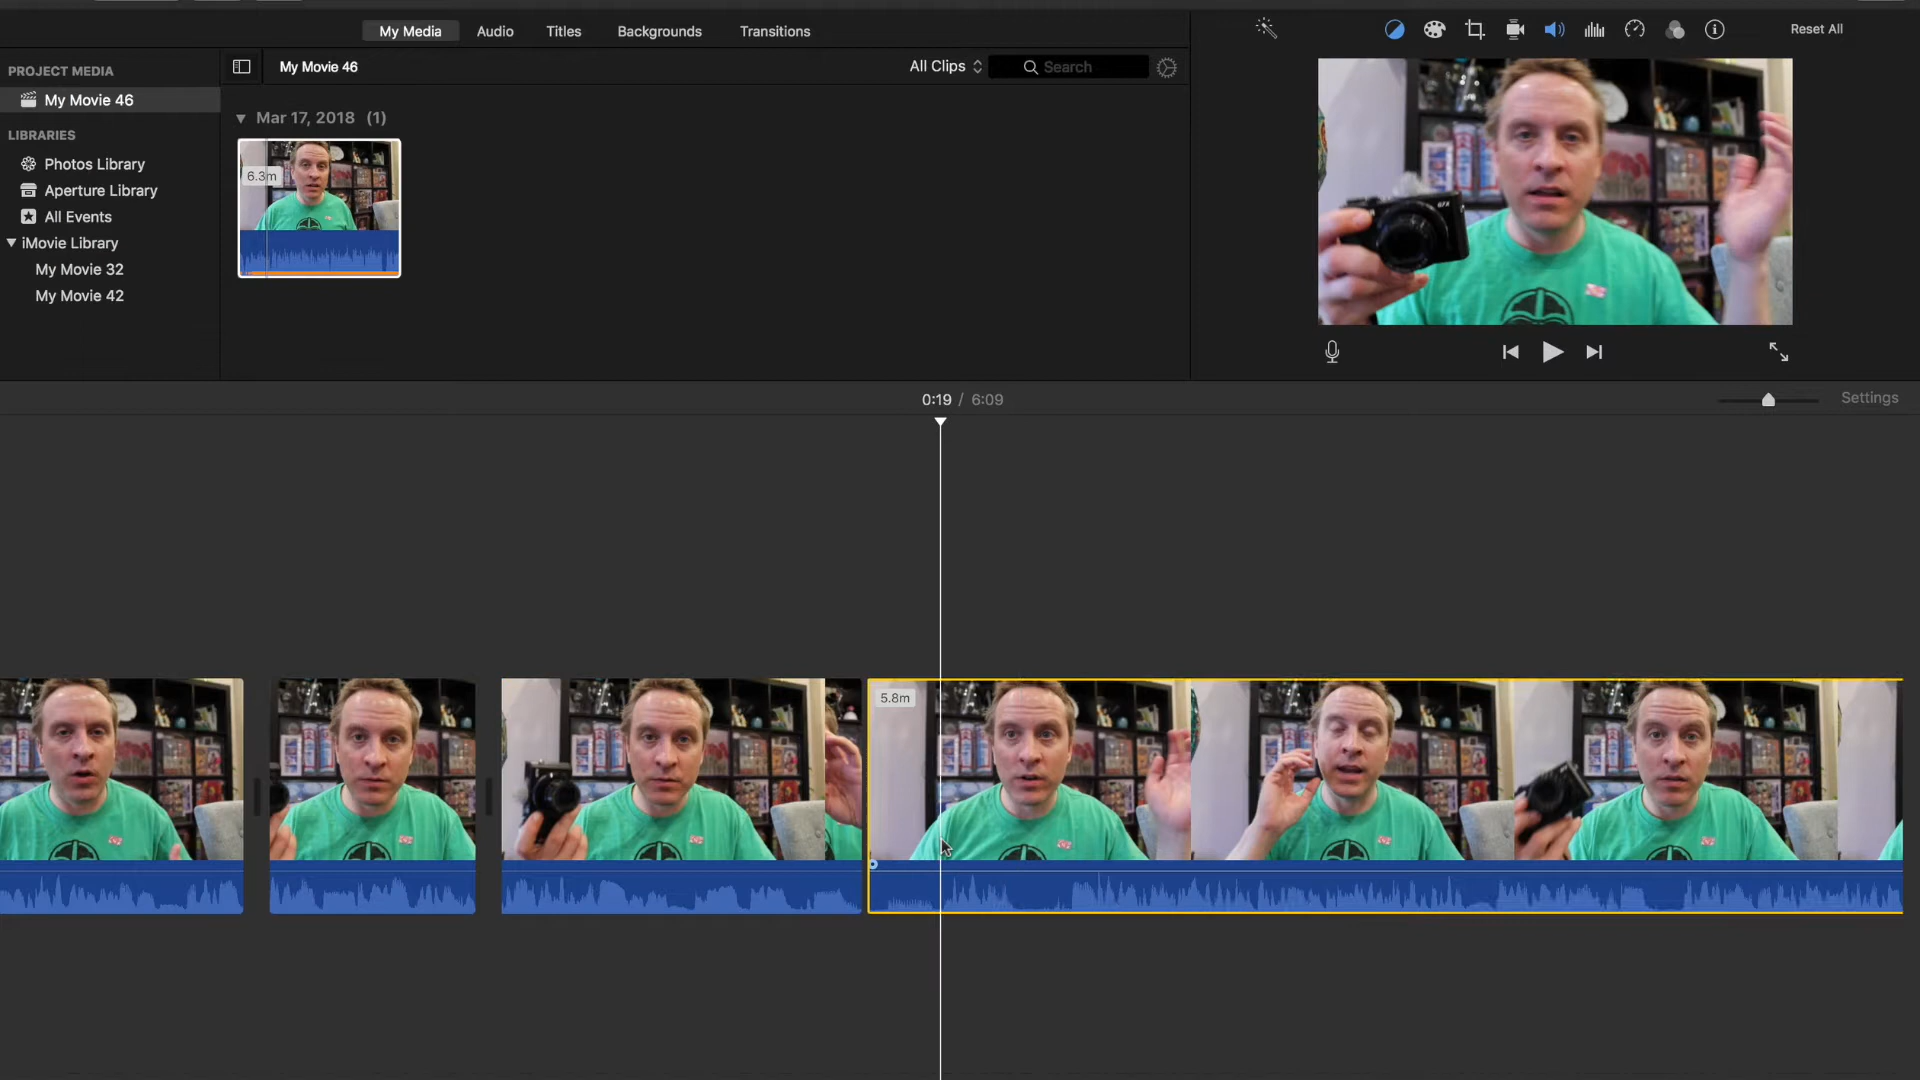 My Media
Audio
Titles
Backgrounds
Transitions
Reset All
PROJECT MEDIA
My Movie 46
All Clips
Search
My Movie 46
Mar 17, 2018 (1)
LIBRARIES
Photos Library
6.3m
Aperture Library
All Events
iMovie Library
My Movie 32
My Movie 42
G7X
0:19 / 6:09
Settings
5.8m